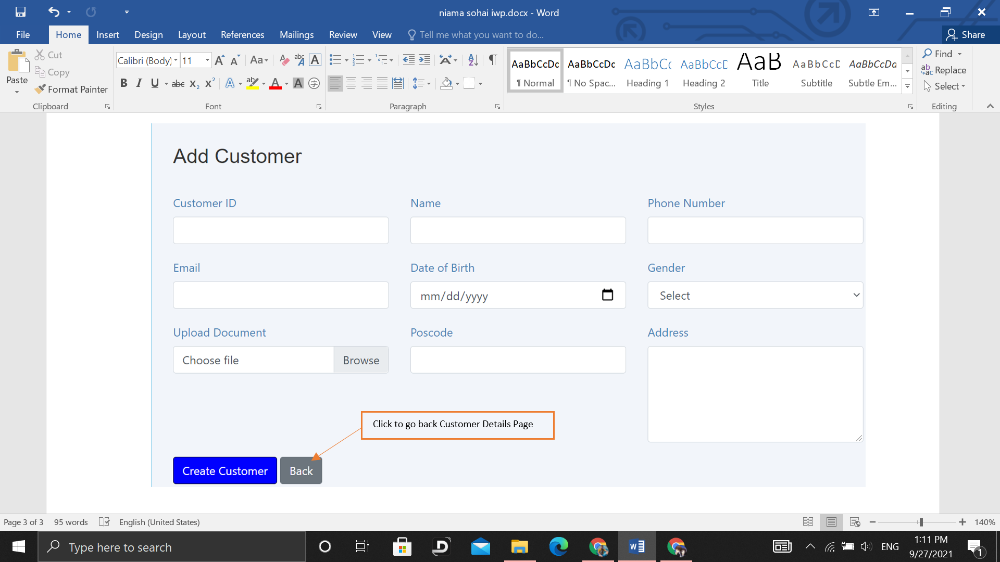 niama sohai iwp.docx - Word
File Home Insert Design Layout References Mailings Review View Tell me what you want to do... Share
Paste
Cut
Copy
Format Painter
Clipboard
Calibri (Body) 11
Font
Paragraph
AaBbCcDc AaBbCcDc AaBbCc AaBbCcD AaB AaBbCcD AaBbCcDa
¶ Normal ¶ No Spac... Heading 1 Heading 2 Title Subtitle Subtle Em...
Styles
Find
Replace
Select
Editing
Add Customer
Customer ID Name Phone Number
Email Date of Birth Gender
mm/dd/yyyy Select
Upload Document Poscode Address
Choose file Browse
Click to go back Customer Details Page
Create Customer Back
Page 3 of 3 95 words English (United States) 140%
Type here to search
ENG
1:11 PM
9/27/2021
1